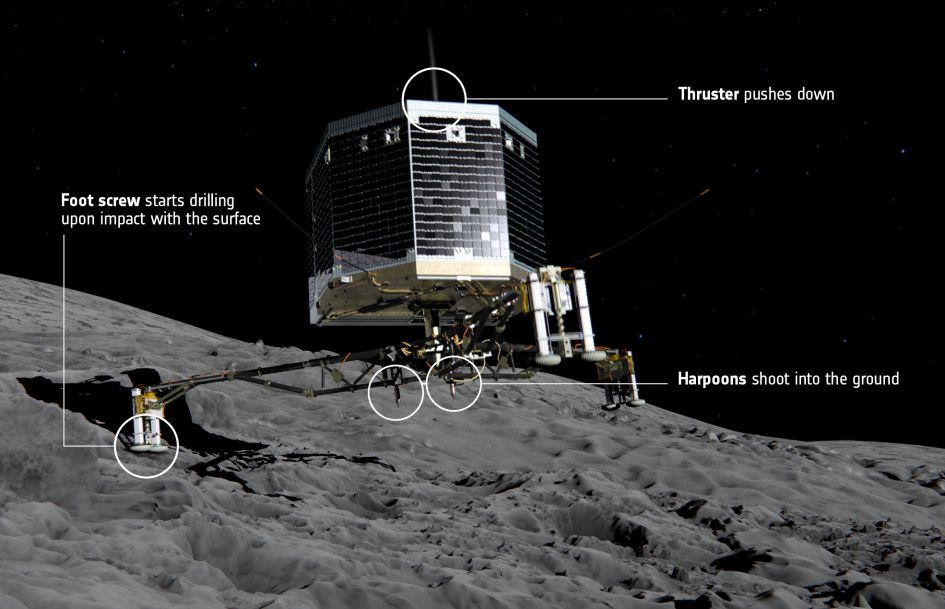 Thruster pushes down
Foot screw starts drilling
upon impact with the surface
Harpoons shoot into the ground